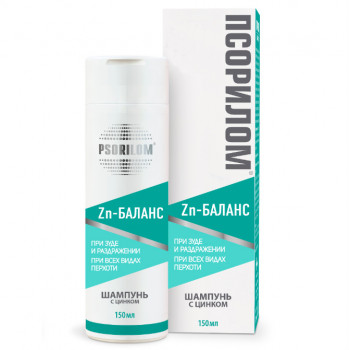 PSORILOM®
Zn-БАЛАНС
ПРИ ЗУДЕ
И РАЗДРАЖЕНИИ
ПРИ ВСЕХ ВИДАХ
ПЕРХОТИ
ШАМПУНЬ
С ЦИНКОМ
150мл
ПСОРИЛОМ®
Zn-БАЛАНС
ПРИ ЗУДЕ
И РАЗДРАЖЕНИИ
ПРИ ВСЕХ ВИДАХ
ПЕРХОТИ
ШАМПУНЬ
С ЦИНКОМ
150мл